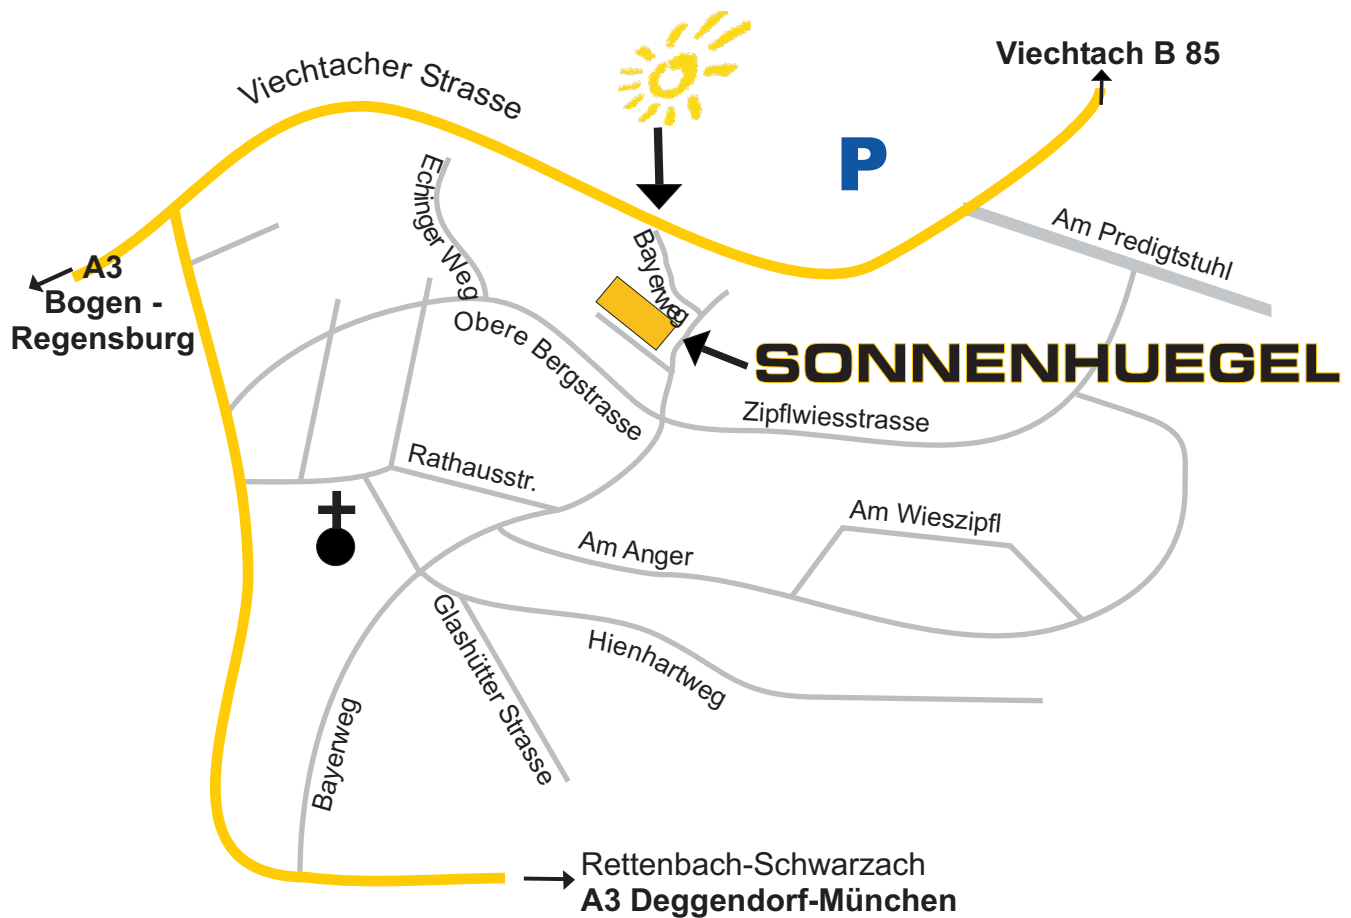 Viechtach B 85
Viechtacher Strasse
P
Echinger Weg
Bayerweg
Am Predigtstuhl
A3
Bogen -
Regensburg
Obere Bergstrasse
SONNENHUEGEL
Zipflwiesstrasse
Rathausstr.
Am Wieszipfl
Am Anger
Glashütter Strasse
Hienhartweg
Bayerweg
Rettenbach-Schwarzach
A3 Deggendorf-München